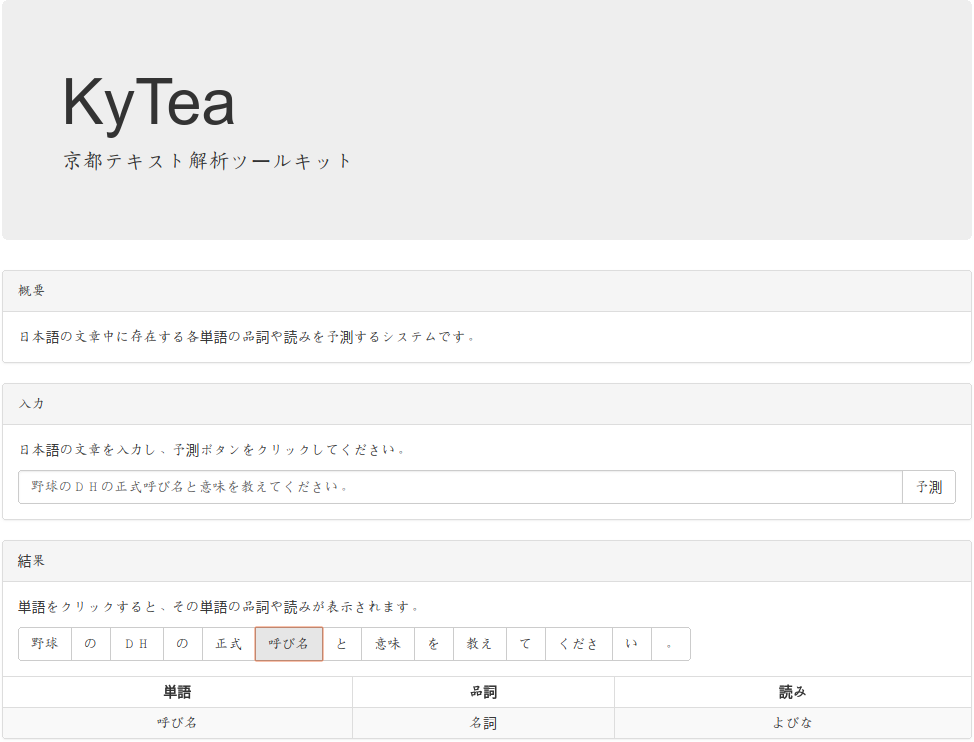 KyTea
京都テキスト解析ツールキット
概要
日本語の文章中に存在する各単語の品詞や読みを予測するシステムです。
入力
日本語の文章を入力し、予測ボタンをクリックしてください。
野球のＤＨの正式呼び名と意味を教えてください。 予測
結果
単語をクリックすると、その単語の品詞や読みが表示されます。
野球 の ＤＨ の 正式 呼び名 と 意味 を 教え て くださ い 。
単語 品詞 読み
呼び名 名詞 よびな